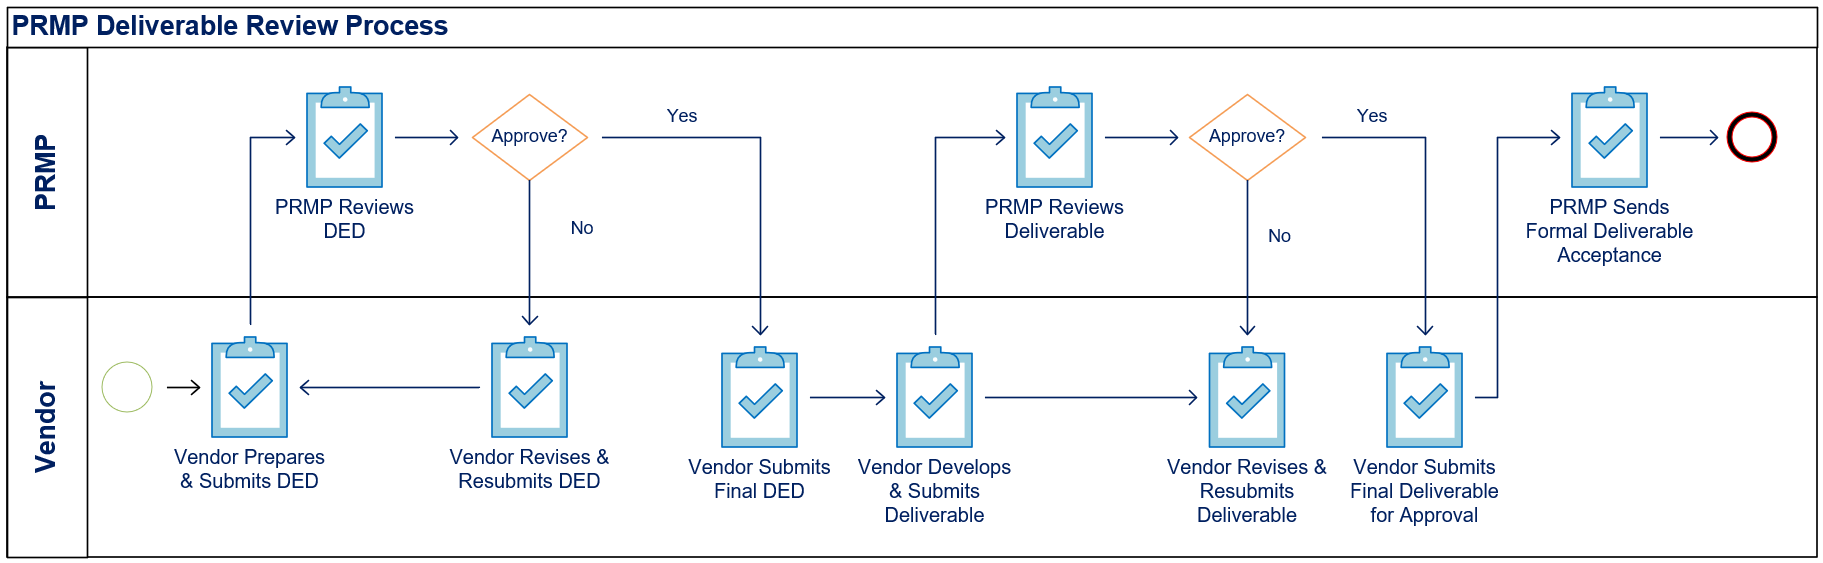 PRMP Deliverable Review Process
PRMP
PRMP Reviews
DED
Approve?
Yes
No
PRMP Reviews
Deliverable
Approve?
Yes
No
PRMP Sends
Formal Deliverable
Acceptance
Vendor
Vendor Prepares
& Submits DED
Vendor Revises &
Resubmits DED
Vendor Submits
Final DED
Vendor Develops
& Submits
Deliverable
Vendor Revises &
Resubmits
Deliverable
Vendor Submits
Final Deliverable
for Approval